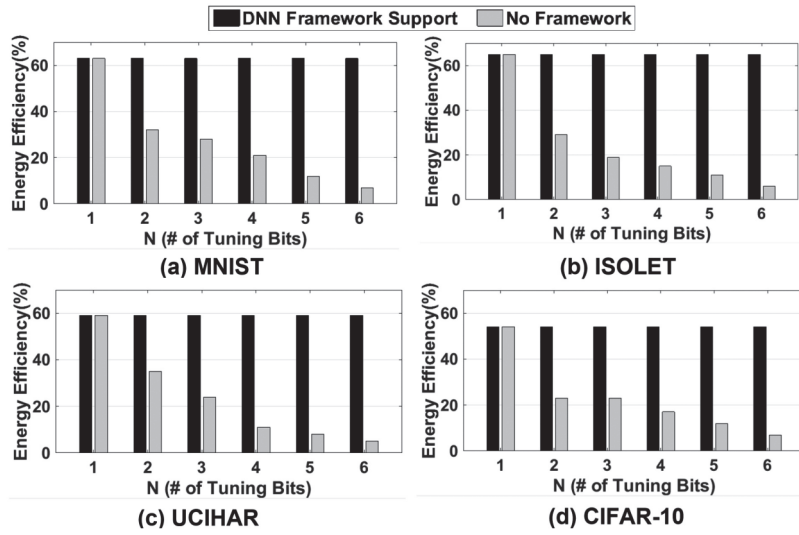 DNN Framework Support No Framework
Energy Efficiency(%)
60
40
20
0
1 2 3 4 5 6
N (# of Tuning Bits)
(a) MNIST
Energy Efficiency(%)
60
40
20
0
1 2 3 4 5 6
N (# of Tuning Bits)
(b) ISOLET
Energy Efficiency(%)
60
40
20
0
1 2 3 4 5 6
N (# of Tuning Bits)
(c) UCIHAR
Energy Efficiency(%)
60
40
20
0
1 2 3 4 5 6
N (# of Tuning Bits)
(d) CIFAR-10